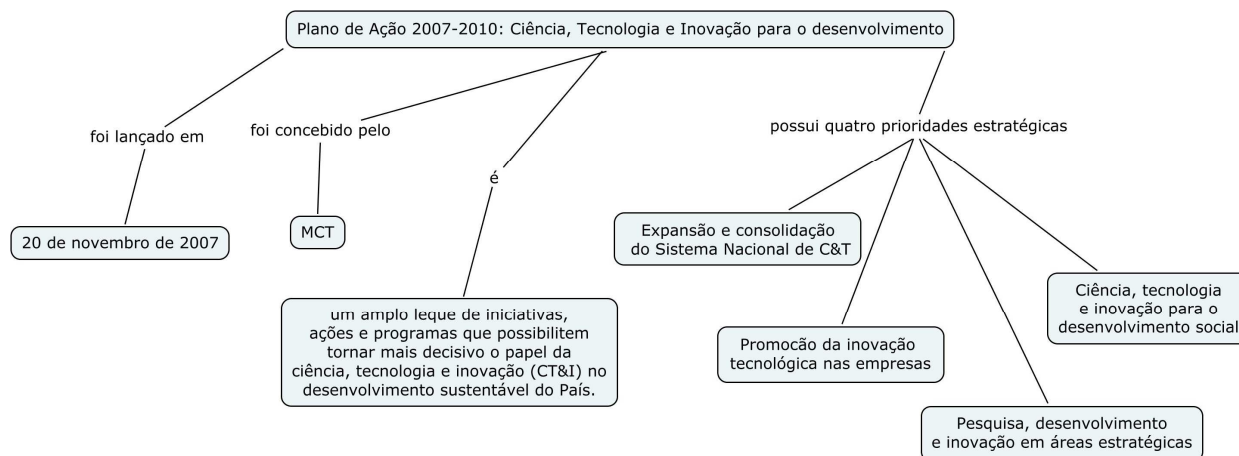 Plano de Ação 2007-2010: Ciência, Tecnologia e Inovação para o desenvolvimento
foi lançado em
20 de novembro de 2007
foi concebido pelo
MCT
é
um amplo leque de iniciativas,
ações e programas que possibilitem
tornar mais decisivo o papel da
ciência, tecnologia e inovação (CT&I) no
desenvolvimento sustentável do País.
possui quatro prioridades estratégicas
Expansão e consolidação
do Sistema Nacional de C&T
Promocão da inovação
tecnológica nas empresas
Pesquisa, desenvolvimento
e inovação em áreas estratégicas
Ciência, tecnologia
e inovação para o
desenvolvimento social